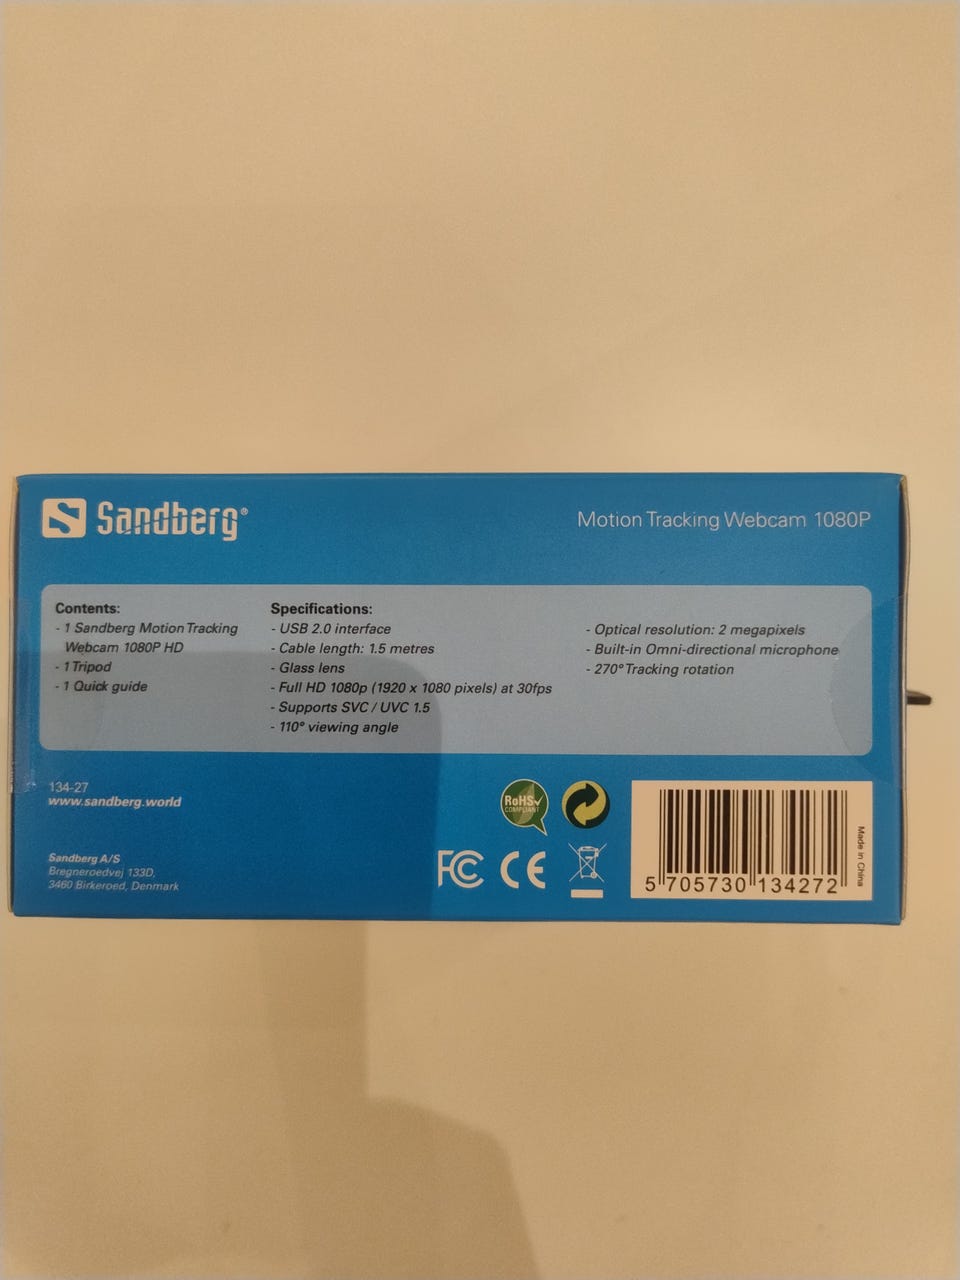 Sandberg®
Motion Tracking Webcam 1080P
Contents:
- 1 Sandberg Motion Tracking
Webcam 1080P HD
- 1 Tripod
- 1 Quick guide
Specifications:
- USB 2.0 interface
- Cable length: 1.5 metres
- Glass lens
- Full HD 1080p (1920 x 1080 pixels) at 30fps
- Supports SVC / UVC 1.5
- 110° viewing angle
- Optical resolution: 2 megapixels
- Built-in Omni-directional microphone
- 270° Tracking rotation
134-27
www.sandberg.world
Sandberg A/S
Bregneroedvej 133D,
3460 Birkeroed, Denmark
RoHS
COMPLIANT
FC CE
5 705730 134272
Made in China